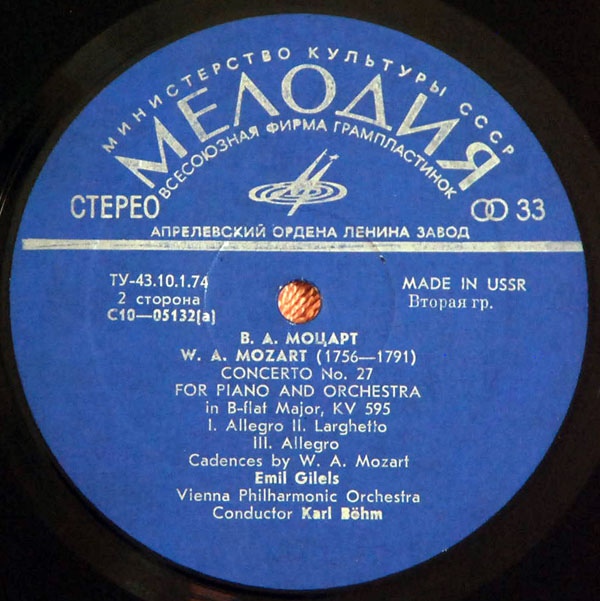 МИНИСТЕРСТВО КУЛЬТУРЫ СССР
МЕЛОДИЯ
ВСЕСОЮЗНАЯ ФИРМА ГРАМПЛАСТИНОК
СТЕРЕО
33
АПРЕЛЕВСКИЙ ОРДЕНА ЛЕНИНА ЗАВОД
ТУ-43.10.1.74
2 сторона
С10—05132(а)
MADE IN USSR
Вторая гр.
В. А. МОЦАРТ
W. A. MOZART (1756—1791)
CONCERTO No. 27
FOR PIANO AND ORCHESTRA
in B-flat Major, KV 595
I. Allegro II. Larghetto
III. Allegro
Cadences by W. A. Mozart
Emil Gilels
Vienna Philharmonic Orchestra
Conductor Karl Böhm